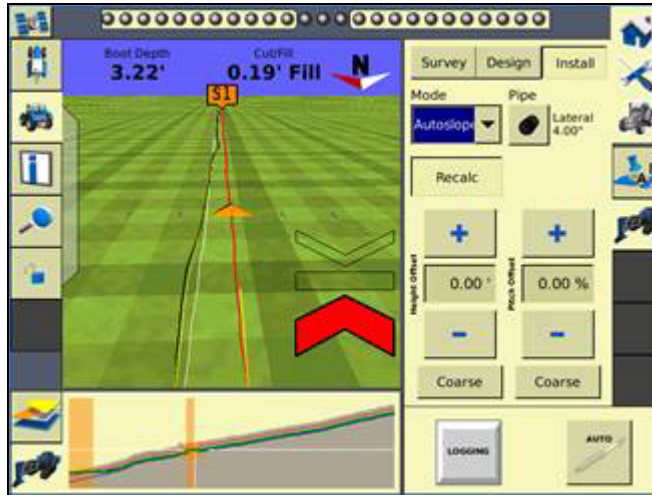 Boot Depth
3.22'
Cut/Fill
0.19' Fill
N
S1
Survey
Design
Install
Mode
Autoslope
Pipe
Lateral
4.00"
Recalc
+
+
Height Offset
0.00 '
Pitch Offset
0.00 %
-
-
Coarse
Coarse
LOGGING
AUTO